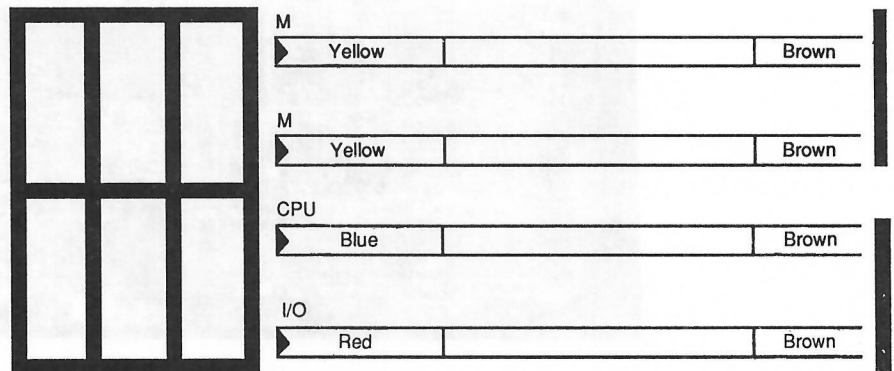 M
Yellow Brown
M
Yellow Brown
CPU
Blue Brown
I/O
Red Brown